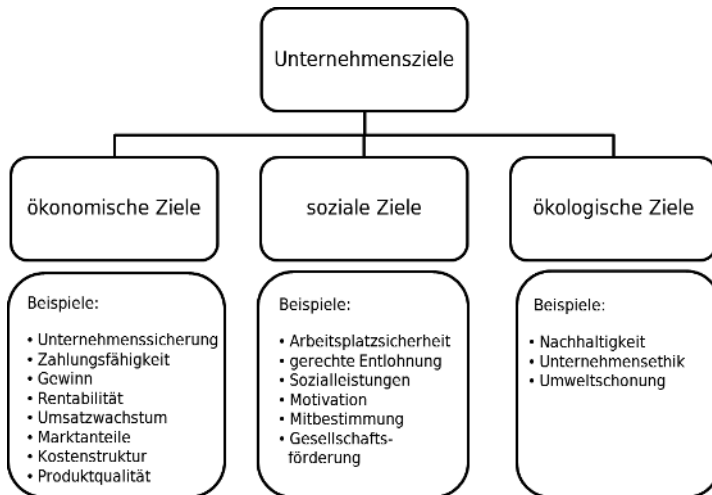 Unternehmensziele
ökonomische Ziele
soziale Ziele
ökologische Ziele
Beispiele:
• Unternehmenssicherung
• Zahlungsfähigkeit
• Gewinn
• Rentabilität
• Umsatzwachstum
• Marktanteile
• Kostenstruktur
• Produktqualität
Beispiele:
• Arbeitsplatzsicherheit
• gerechte Entlohnung
• Sozialleistungen
• Motivation
• Mitbestimmung
• Gesellschafts-
förderung
Beispiele:
• Nachhaltigkeit
• Unternehmensethik
• Umweltschonung